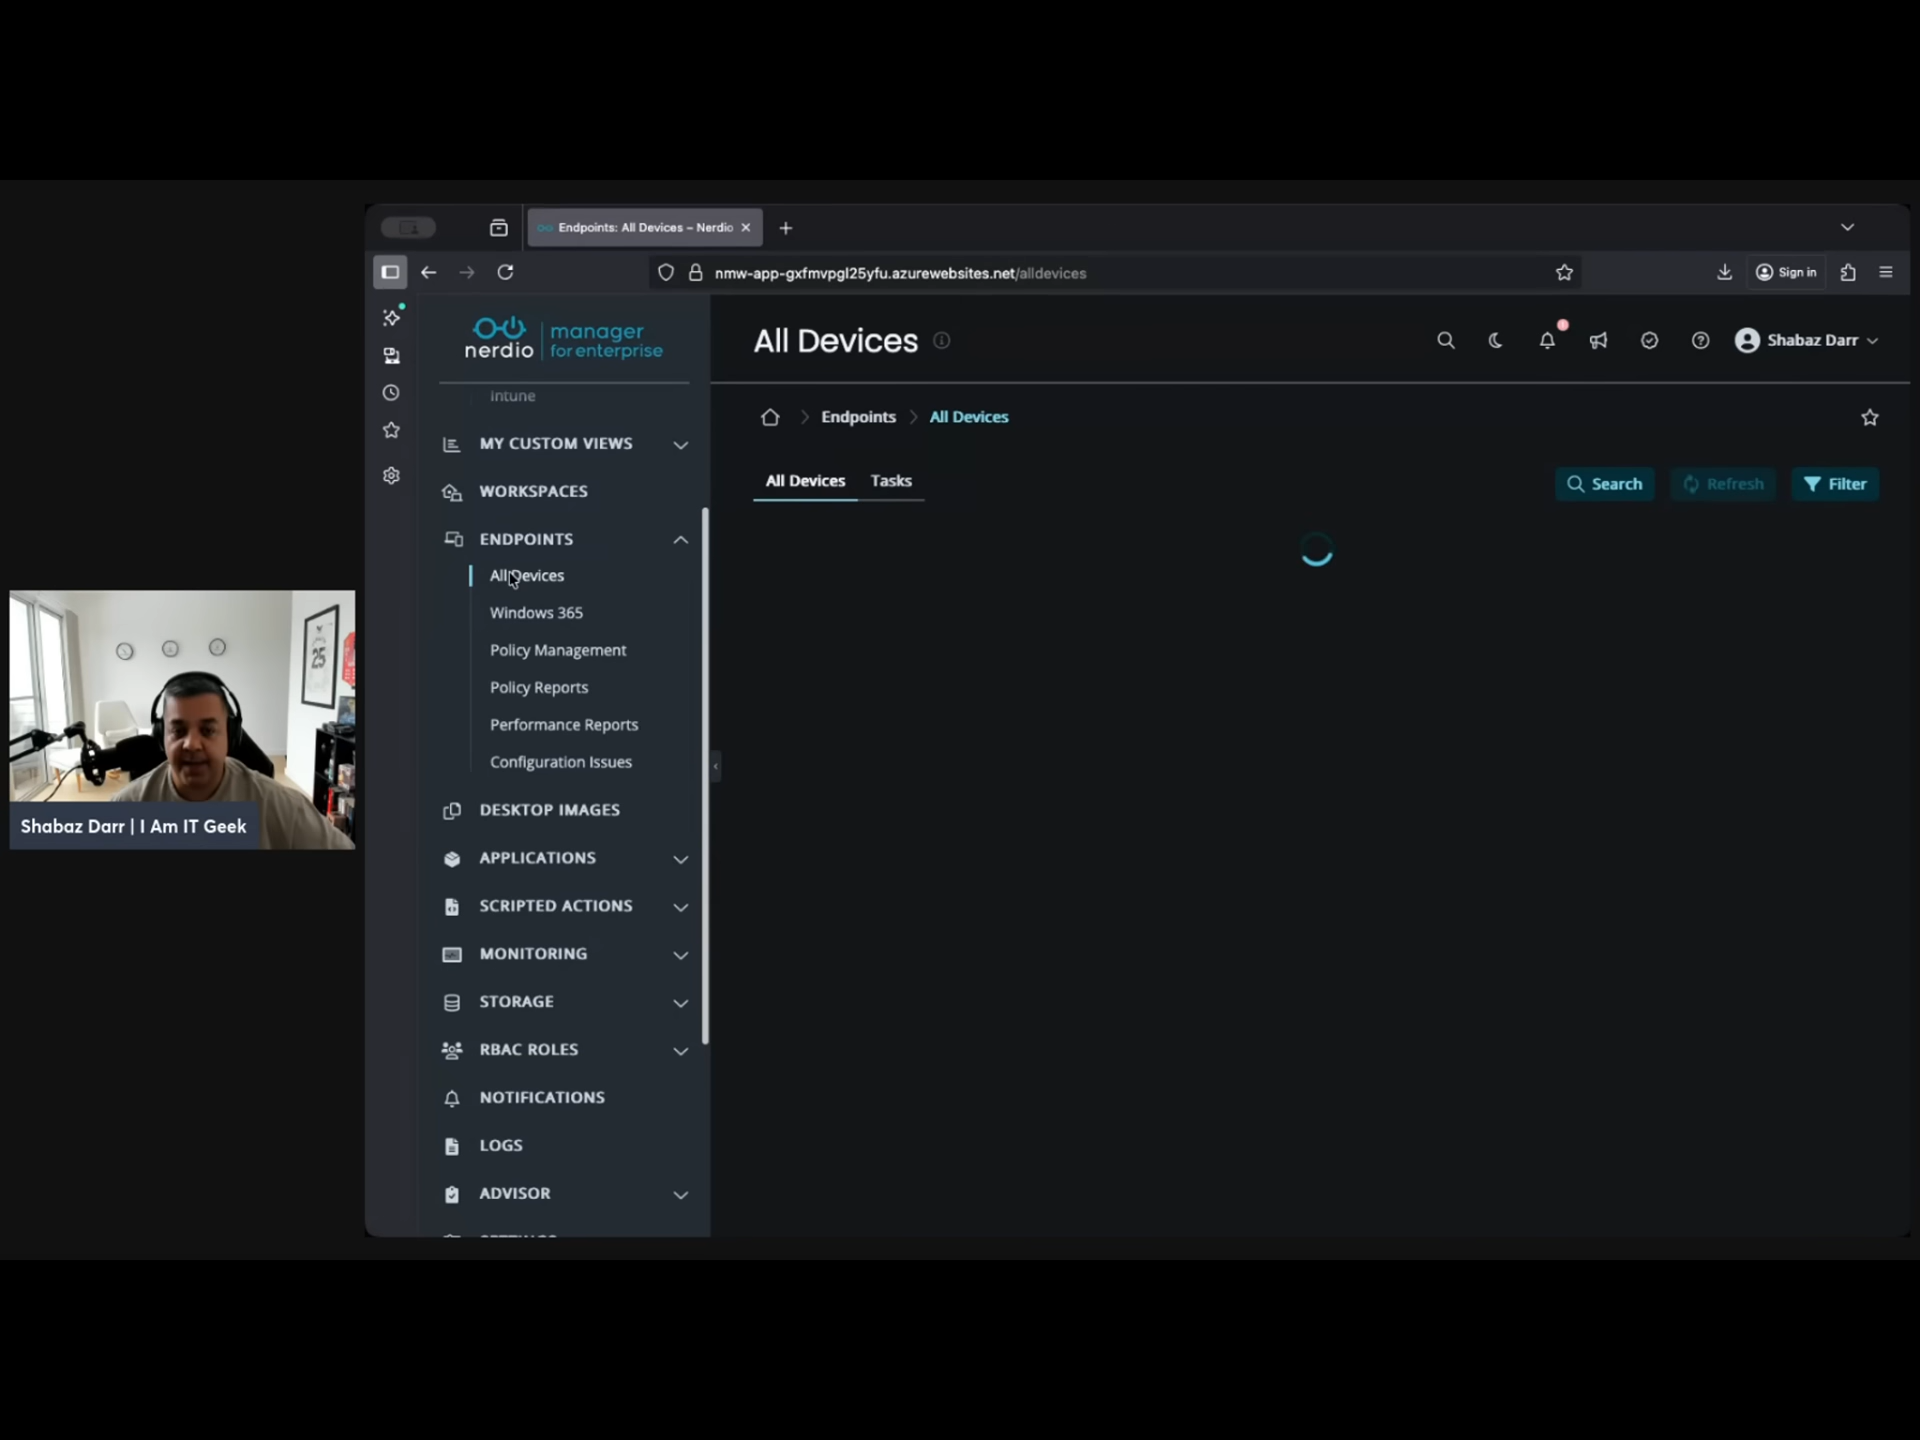 Endpoints: All Devices – Nerdio
nmw-app-gxfmvpgl25yfu.azurewebsites.net/alldevices
Sign in
nerdio
manager
for enterprise
All Devices
Shabaz Darr
Intune
MY CUSTOM VIEWS
WORKSPACES
ENDPOINTS
All Devices
Windows 365
Policy Management
Policy Reports
Performance Reports
Configuration Issues
DESKTOP IMAGES
APPLICATIONS
SCRIPTED ACTIONS
MONITORING
STORAGE
RBAC ROLES
NOTIFICATIONS
LOGS
ADVISOR
Endpoints
All Devices
All Devices
Tasks
Search
Refresh
Filter
25
Shabaz Darr | I Am IT Geek